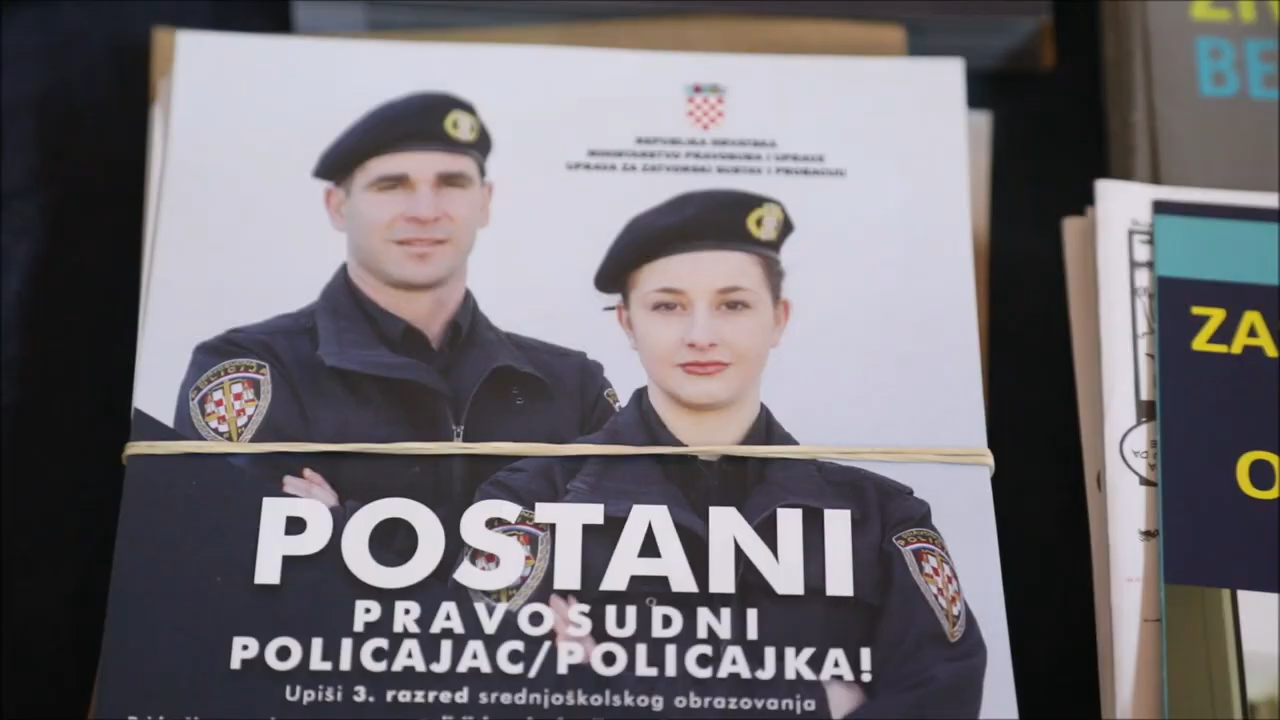 REPUBLIKA HRVATSKA
MINISTARSTVO PRAVOSUĐA I UPRAVE
UPRAVA ZA ZATVORSKI SUSTAV I PROBACIJU
POLICIJA
POSTANI
PRAVOSUDNI
POLICAJAC/POLICAJKA!
Upiši 3. razred srednjoškolskog obrazovanja
BE
ZA
O